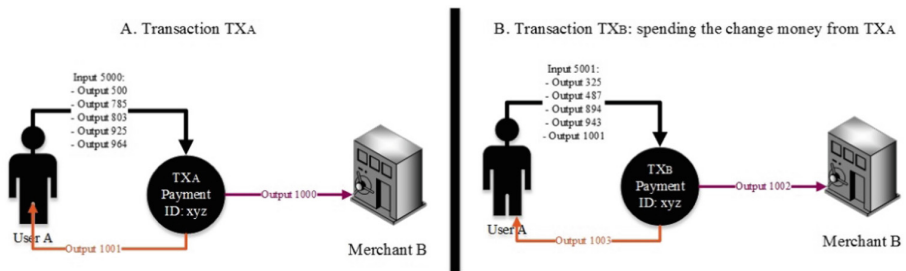 A. Transaction TXA
Input 5000:
- Output 500
- Output 785
- Output 803
- Output 925
- Output 964
TXA
Payment
ID: xyz
Output 1000
User A
Output 1001
Merchant B
B. Transaction TXB: spending the change money from TXA
Input 5001:
- Output 325
- Output 487
- Output 894
- Output 943
- Output 1001
TXB
Payment
ID: xyz
Output 1002
User A
Output 1003
Merchant B